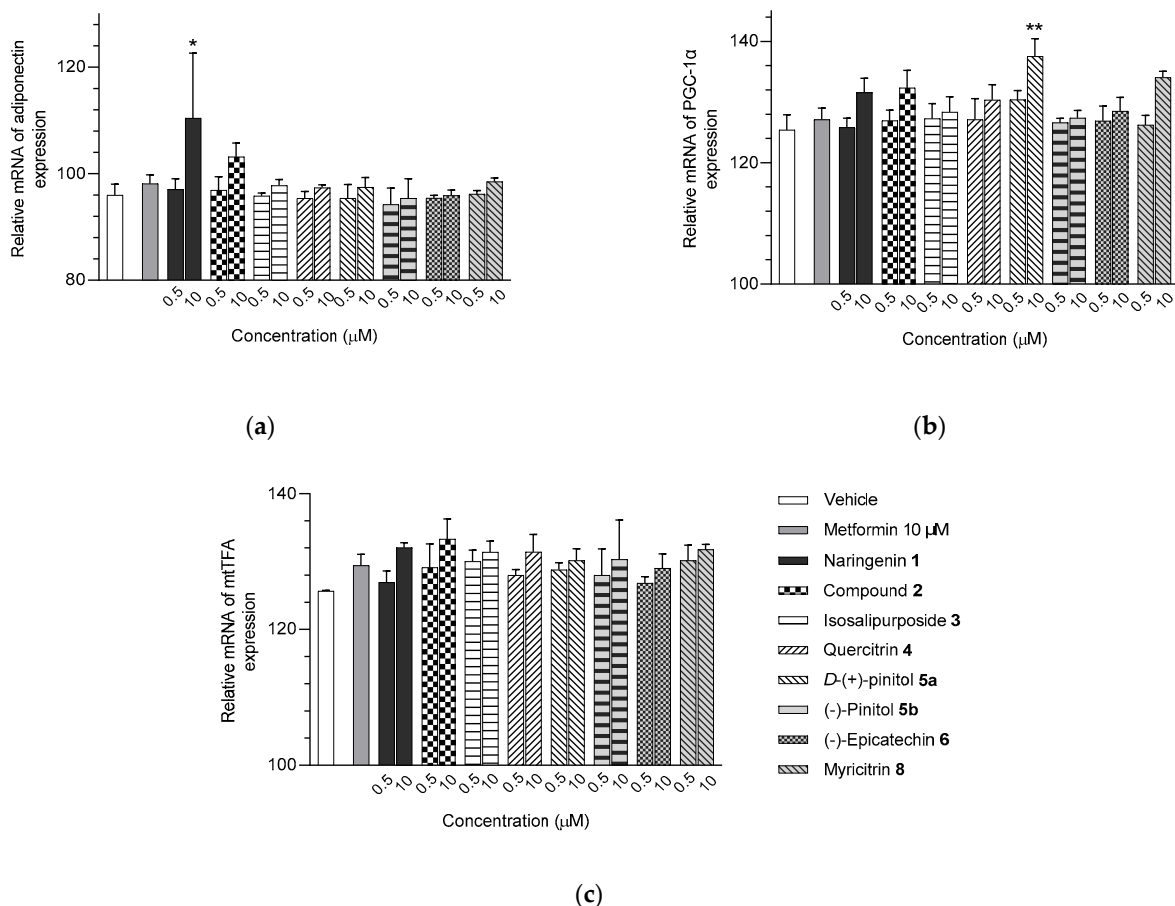 Relative mRNA of adiponectin
expression
120
100
80
*
0.5 10 0.5 10 0.5 10 0.5 10 0.5 10 0.5 10 0.5 10 0.5 10
Concentration (μM)
(a)
Relative mRNA of PGC-1α
expression
140
120
100
**
0.5 10 0.5 10 0.5 10 0.5 10 0.5 10 0.5 10 0.5 10 0.5 10
Concentration (μM)
(b)
Relative mRNA of mtTFA
expression
140
120
100
0.5 10 0.5 10 0.5 10 0.5 10 0.5 10 0.5 10 0.5 10 0.5 10
Concentration (μM)
Vehicle
Metformin 10 μM
Naringenin 1
Compound 2
Isosalipurposide 3
Quercitrin 4
D-(+)-pinitol 5a
(-)-Pinitol 5b
(-)-Epicatechin 6
Myricitrin 8
(c)